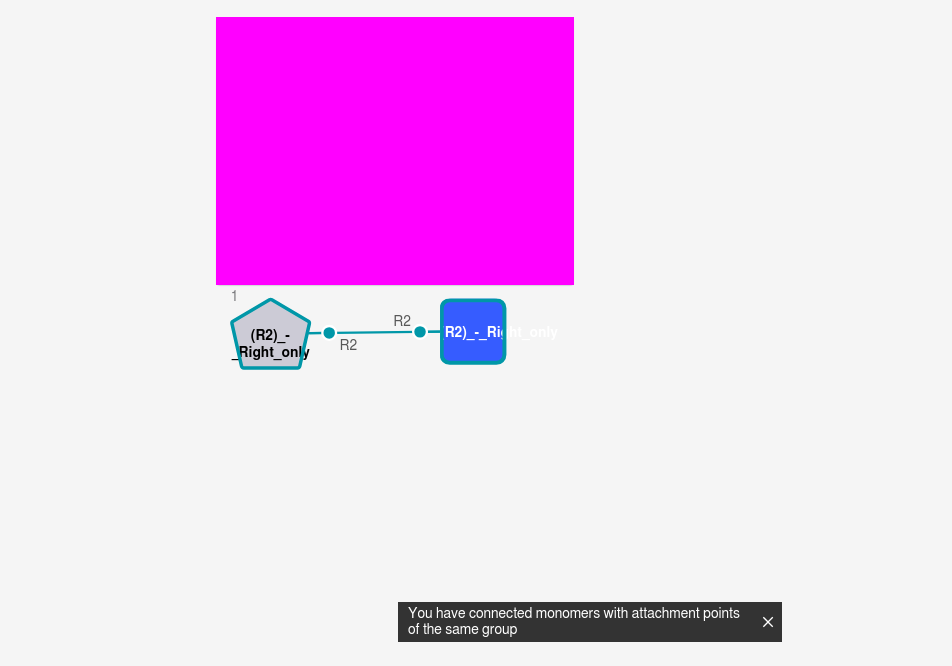 1
(R2)_-
_Right_only
R2
R2
R2)_-_Right_only
You have connected monomers with attachment points
of the same group